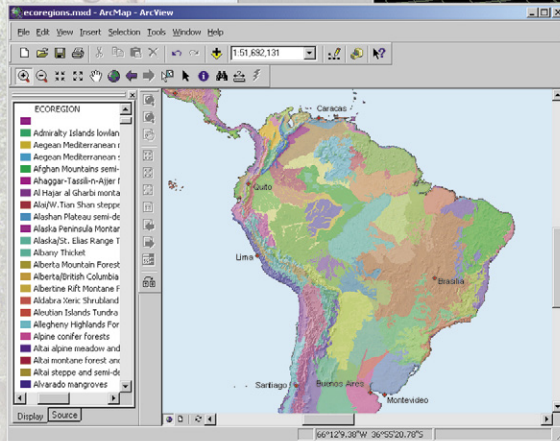 ecoregions.mxd - ArcMap - ArcView
File Edit View Insert Selection Tools Window Help
1:51,692,131
ECOREGION
Admiralty Islands lowlan
Aegean Mediterranean r
Aegean Mediterranean s
Afghan Mountains semi-
Ahaggar-Tassili-n-Ajjer f
Al Hajar al Gharbi monta
Alai/W.Tian Shan steppe
Alashan Plateau semi-de
Alaska Peninsula Montan
Alaska/St. Elias Range T
Albany Thicket
Alberta Mountain Forest
Alberta/British Columbia
Albertine Rift Montane F
Aldabra Xeric Shrubland
Aleutian Islands Tundra
Allegheny Highlands For
Alpine conifer forests
Altai alpine meadow and
Altai montane forest and
Altai steppe and semi-de
Alvarado mangroves
Display Source
Caracas
Quito
Lima
Brasilia
Santiago
Buenos Aires
Montevideo
66°12'9.38"W 36°55'20.78"S